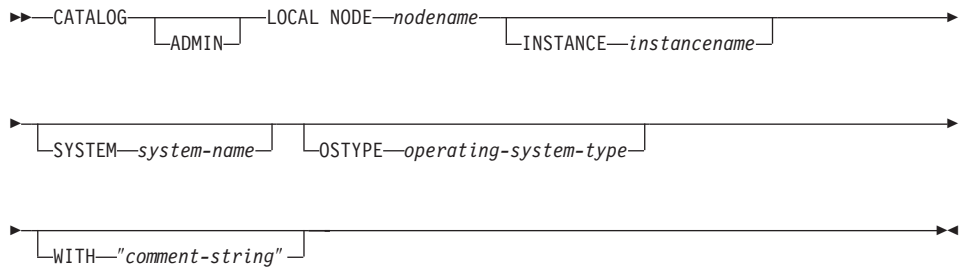 CATALOG LOCAL NODE nodename
ADMIN INSTANCE instancename
SYSTEM system-name OSTYPE operating-system-type
WITH "comment-string"